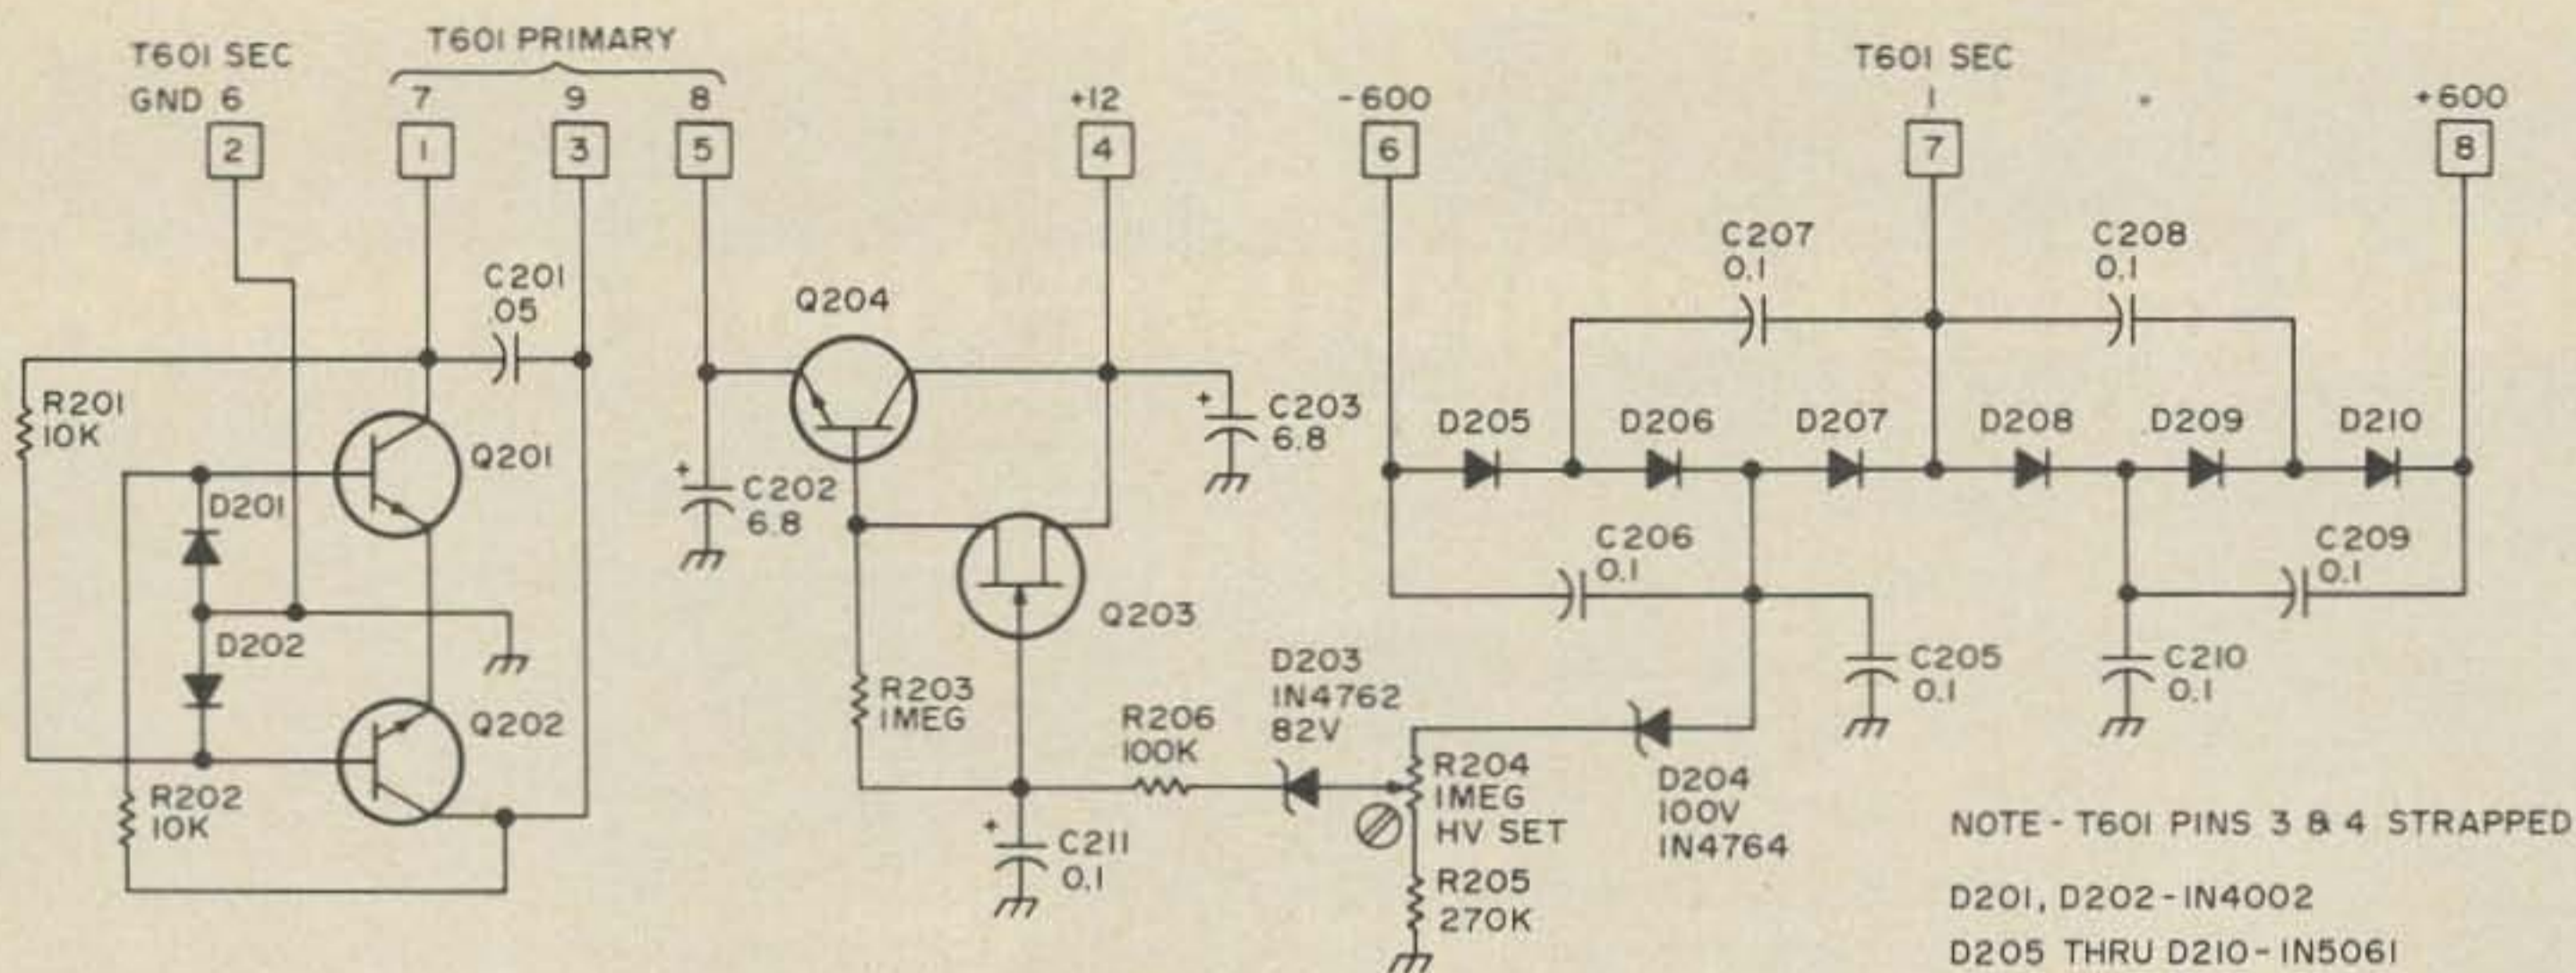 T601 SEC
GND 6
T601 PRIMARY
7
9
8
+12
-600
T601 SEC
1
+600
2
1
3
5
4
6
7
8
C201
.05
Q204
C207
0.1
C208
0.1
R201
10K
Q201
D201
D202
Q202
R202
10K
C202
6.8
C203
6.8
Q203
R203
1MEG
R206
100K
D203
IN4762
82V
C211
0.1
D205
D206
D207
D208
D209
D210
C206
0.1
C209
0.1
C205
0.1
C210
0.1
R204
1MEG
HV SET
D204
100V
IN4764
R205
270K
NOTE - T601 PINS 3 & 4 STRAPPED
D201, D202 - IN4002
D205 THRU D210 - IN5061